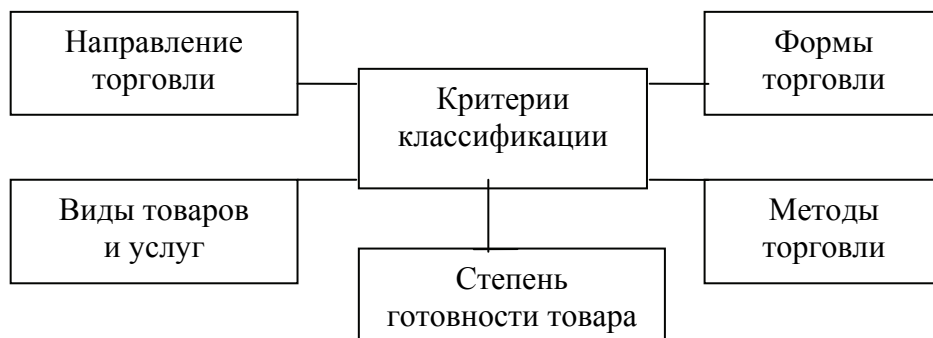 Направление
торговли
Формы
торговли
Критерии
классификации
Виды товаров
и услуг
Методы
торговли
Степень
готовности товара